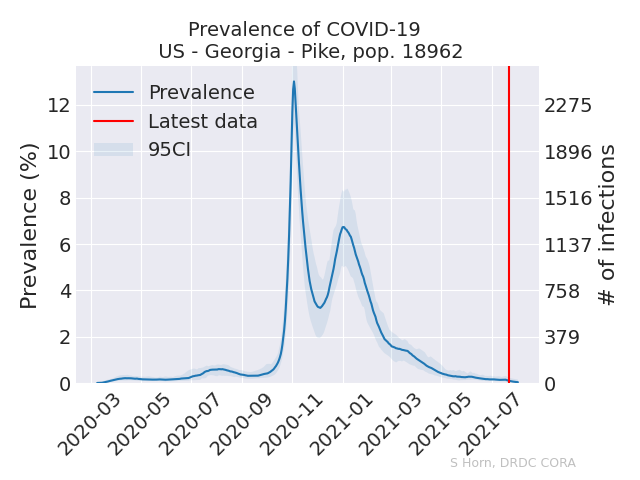 Prevalence of COVID-19
US - Georgia - Pike, pop. 18962
Prevalence
Latest data
95CI
Prevalence (%)
12
10
8
6
4
2
0
2275
1896
1516
1137
758
379
0
# of infections
2020-03
2020-05
2020-07
2020-09
2020-11
2021-01
2021-03
2021-05
2021-07
S Horn, DRDC CORA